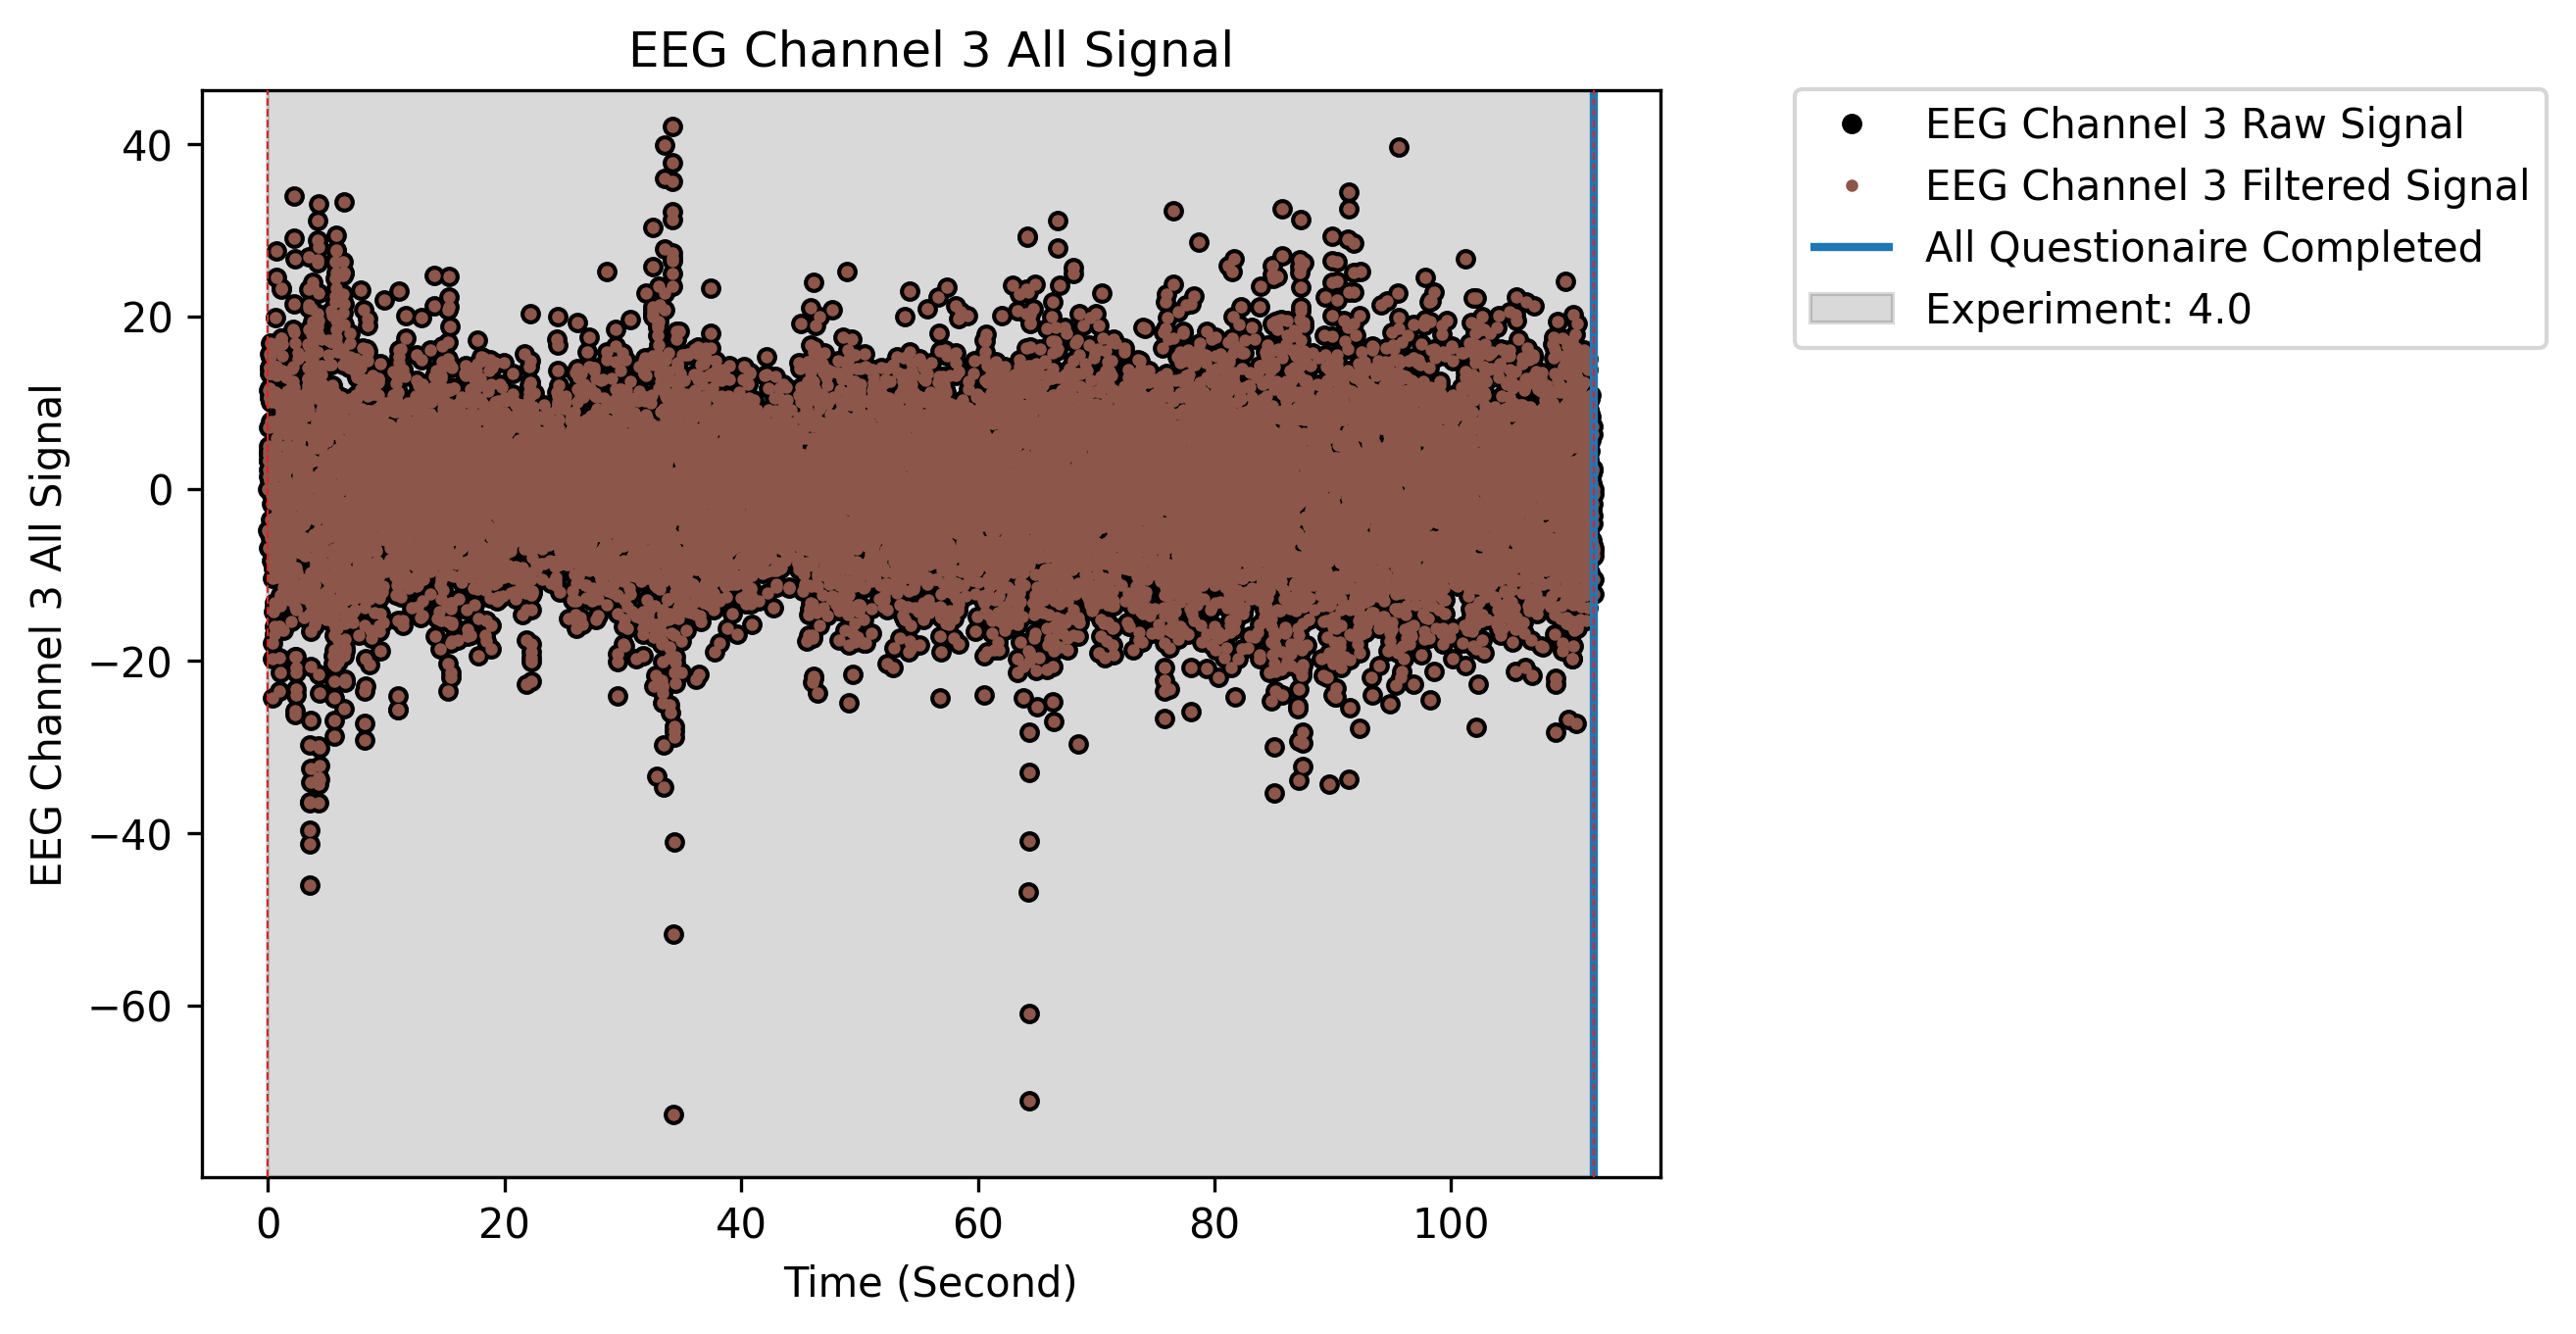 EEG Channel 3 All Signal
EEG Channel 3 Raw Signal
EEG Channel 3 Filtered Signal
All Questionaire Completed
Experiment: 4.0
EEG Channel 3 All Signal
40
20
0
−20
−40
−60
0 20 40 60 80 100
Time (Second)